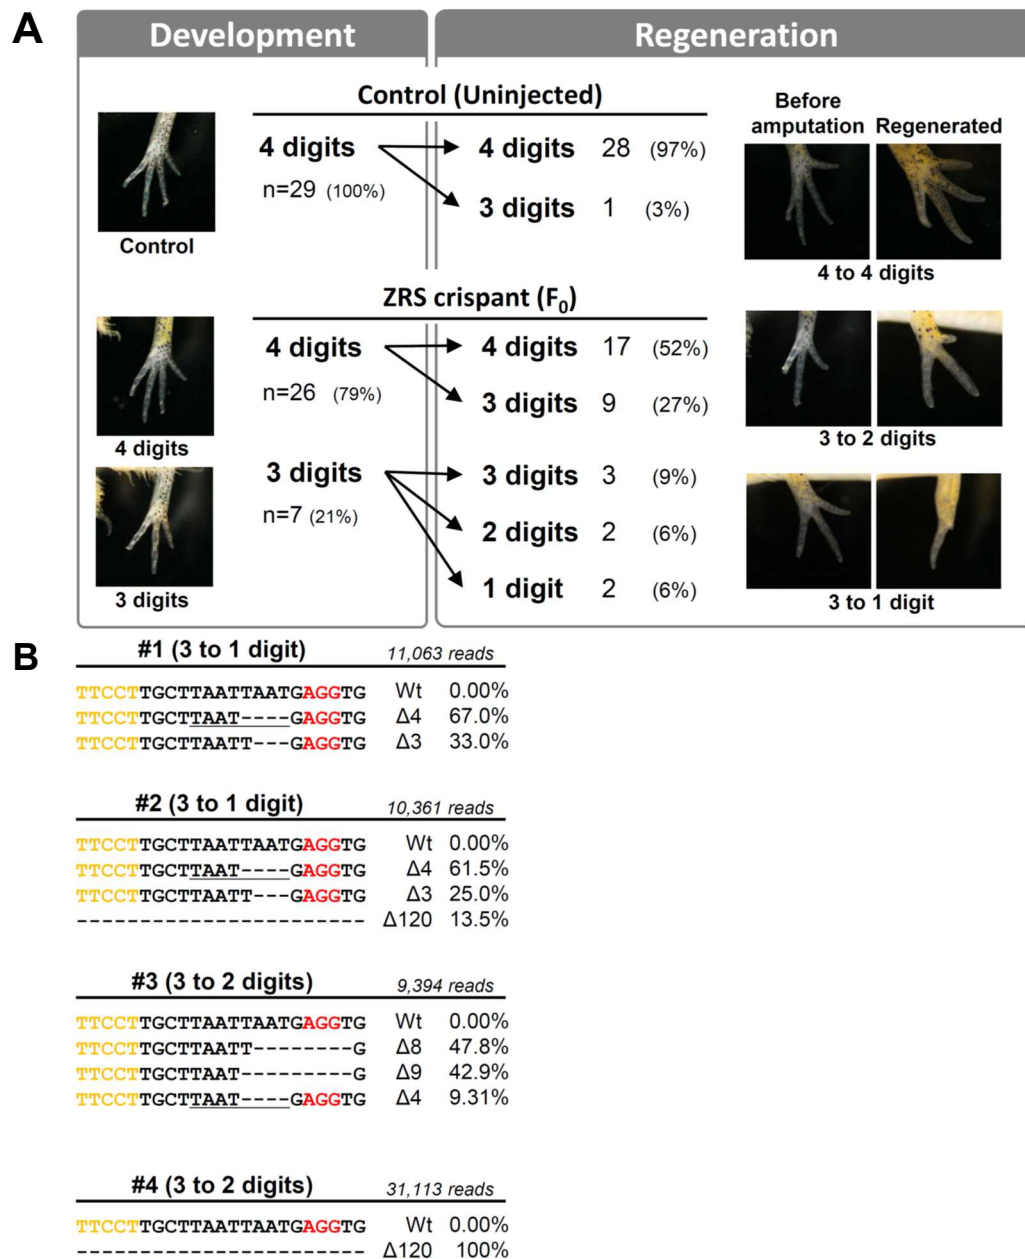 A
Development
Regeneration
Control (Uninjected)
Before amputation
Regenerated
4 digits
n=29 (100%)
4 digits 28 (97%)
3 digits 1 (3%)
Control
4 to 4 digits
ZRS crispant (F0)
4 digits
n=26 (79%)
4 digits 17 (52%)
3 digits 9 (27%)
4 digits
3 to 2 digits
3 digits
n=7 (21%)
3 digits 3 (9%)
2 digits 2 (6%)
1 digit 2 (6%)
3 digits
3 to 1 digit
B
#1 (3 to 1 digit) 11,063 reads
TTCCTTGCTTAATTAATGAGGTG Wt 0.00%
TTCCTTGCTTAAT----GAGGTG Δ4 67.0%
TTCCTTGCTTAATT---GAGGTG Δ3 33.0%
#2 (3 to 1 digit) 10,361 reads
TTCCTTGCTTAATTAATGAGGTG Wt 0.00%
TTCCTTGCTTAAT----GAGGTG Δ4 61.5%
TTCCTTGCTTAATT---GAGGTG Δ3 25.0%
----------------------- Δ120 13.5%
#3 (3 to 2 digits) 9,394 reads
TTCCTTGCTTAATTAATGAGGTG Wt 0.00%
TTCCTTGCTTAATT--------G Δ8 47.8%
TTCCTTGCTTAAT---------G Δ9 42.9%
TTCCTTGCTTAAT----GAGGTG Δ4 9.31%
#4 (3 to 2 digits) 31,113 reads
TTCCTTGCTTAATTAATGAGGTG Wt 0.00%
----------------------- Δ120 100%